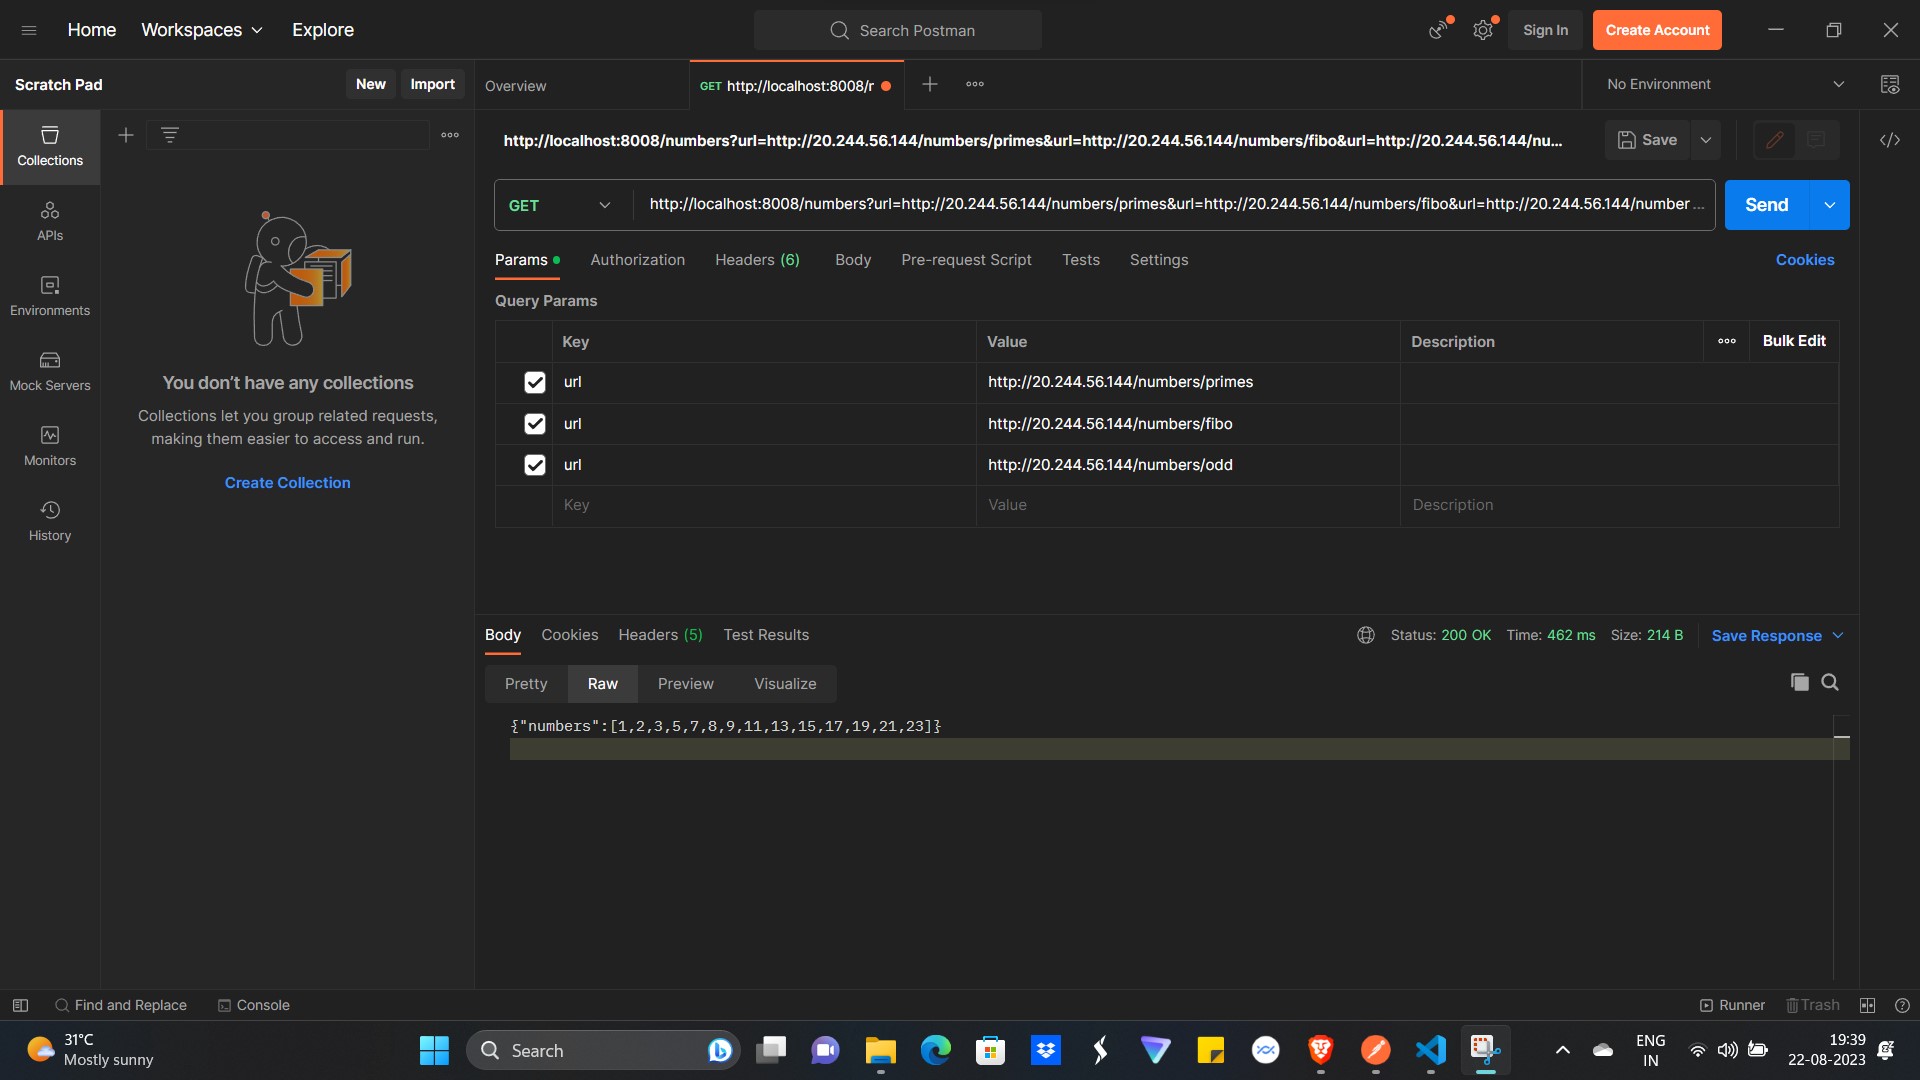 Home Workspaces Explore
Search Postman
Sign In
Create Account
Scratch Pad
New
Import
Overview
GET http://localhost:8008/r
No Environment
Collections
APIs
Environments
Mock Servers
Monitors
History
You don't have any collections
Collections let you group related requests,
making them easier to access and run.
Create Collection
http://localhost:8008/numbers?url=http://20.244.56.144/numbers/primes&url=http://20.244.56.144/numbers/fibo&url=http://20.244.56.144/nu...
Save
GET
http://localhost:8008/numbers?url=http://20.244.56.144/numbers/primes&url=http://20.244.56.144/numbers/fibo&url=http://20.244.56.144/number ...
Send
Params Authorization Headers (6) Body Pre-request Script Tests Settings
Cookies
Query Params
Key Value Description
Bulk Edit
url http://20.244.56.144/numbers/primes
url http://20.244.56.144/numbers/fibo
url http://20.244.56.144/numbers/odd
Key Value Description
Body Cookies Headers (5) Test Results
Status: 200 OK Time: 462 ms Size: 214 B
Save Response
Pretty Raw Preview Visualize
{"numbers":[1,2,3,5,7,8,9,11,13,15,17,19,21,23]}
Find and Replace
Console
Runner
Trash
31°C
Mostly sunny
Search
ENG
IN
19:39
22-08-2023